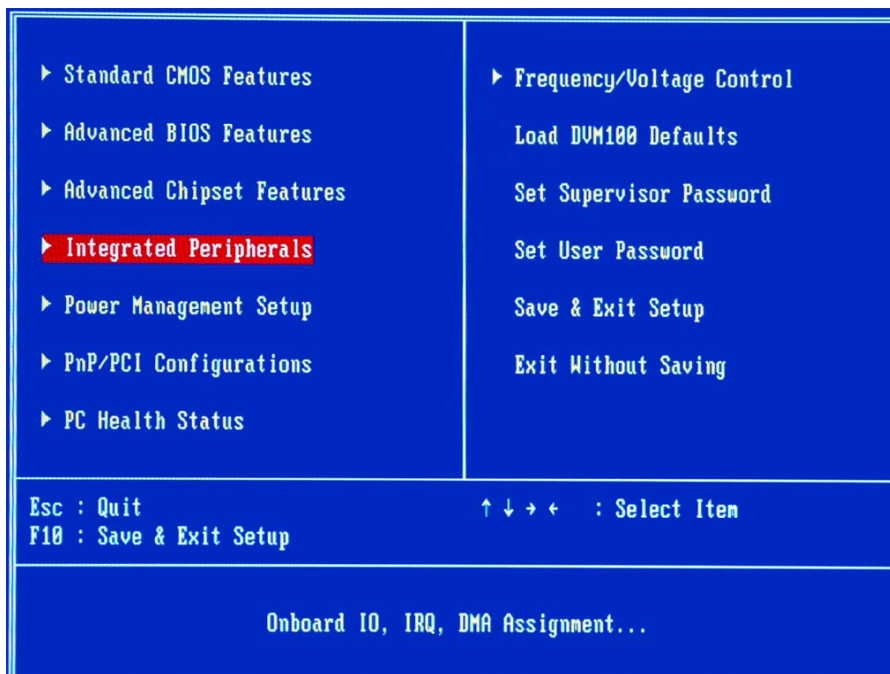 Standard CMOS Features
Advanced BIOS Features
Advanced Chipset Features
Integrated Peripherals
Power Management Setup
PnP/PCI Configurations
PC Health Status
Frequency/Voltage Control
Load DVM100 Defaults
Set Supervisor Password
Set User Password
Save & Exit Setup
Exit Without Saving
Esc : Quit
F10 : Save & Exit Setup
↑ ↓ → ← : Select Item
Onboard IO, IRQ, DMA Assignment...